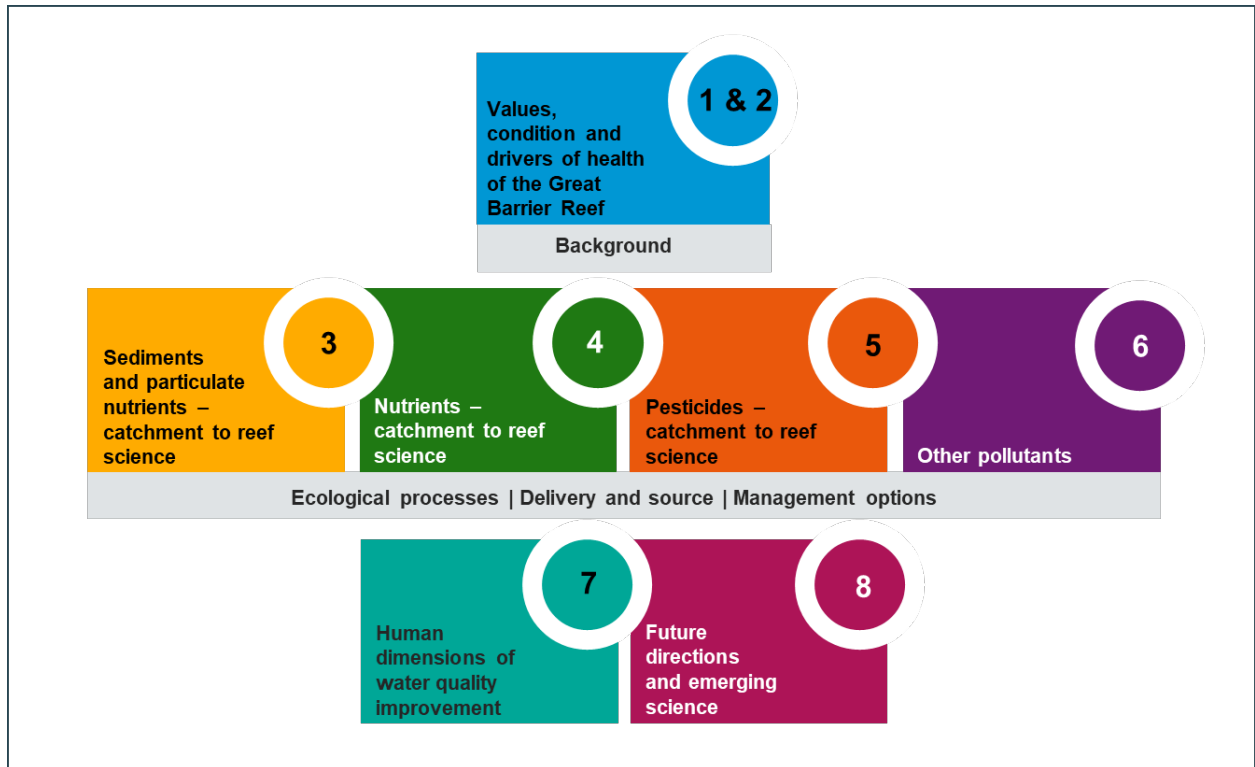 1 & 2
Values,
condition and
drivers of health
of the Great
Barrier Reef
Background
3
Sediments
and particulate
nutrients –
catchment to reef
science
4
Nutrients –
catchment to reef
science
5
Pesticides –
catchment to reef
science
6
Other pollutants
Ecological processes | Delivery and source | Management options
7
Human
dimensions of
water quality
improvement
8
Future
directions
and emerging
science